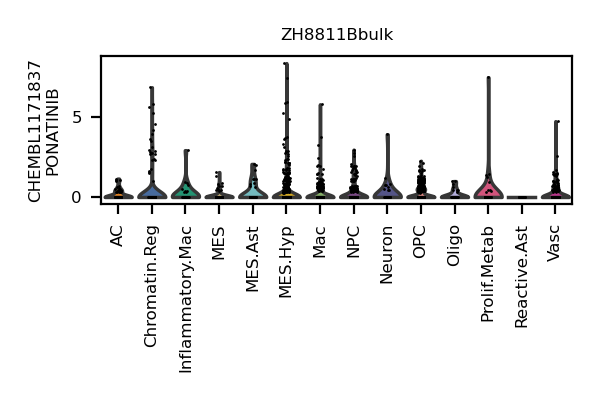 ZH8811Bbulk
CHEMBL1171837
PONATINIB
5
0
AC
Chromatin.Reg
Inflammatory.Mac
MES
MES.Ast
MES.Hyp
Mac
NPC
Neuron
OPC
Oligo
Prolif.Metab
Reactive.Ast
Vasc